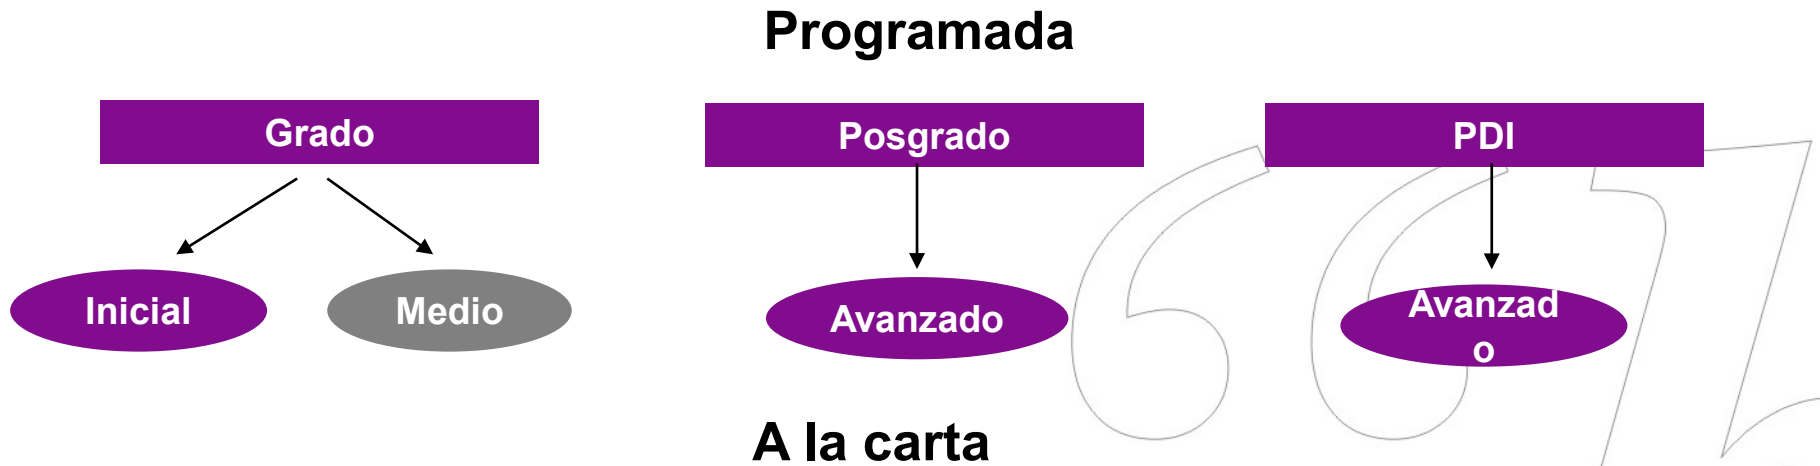 Programada
Grado
Posgrado
PDI
Inicial
Medio
Avanzado
Avanzad
o
A la carta